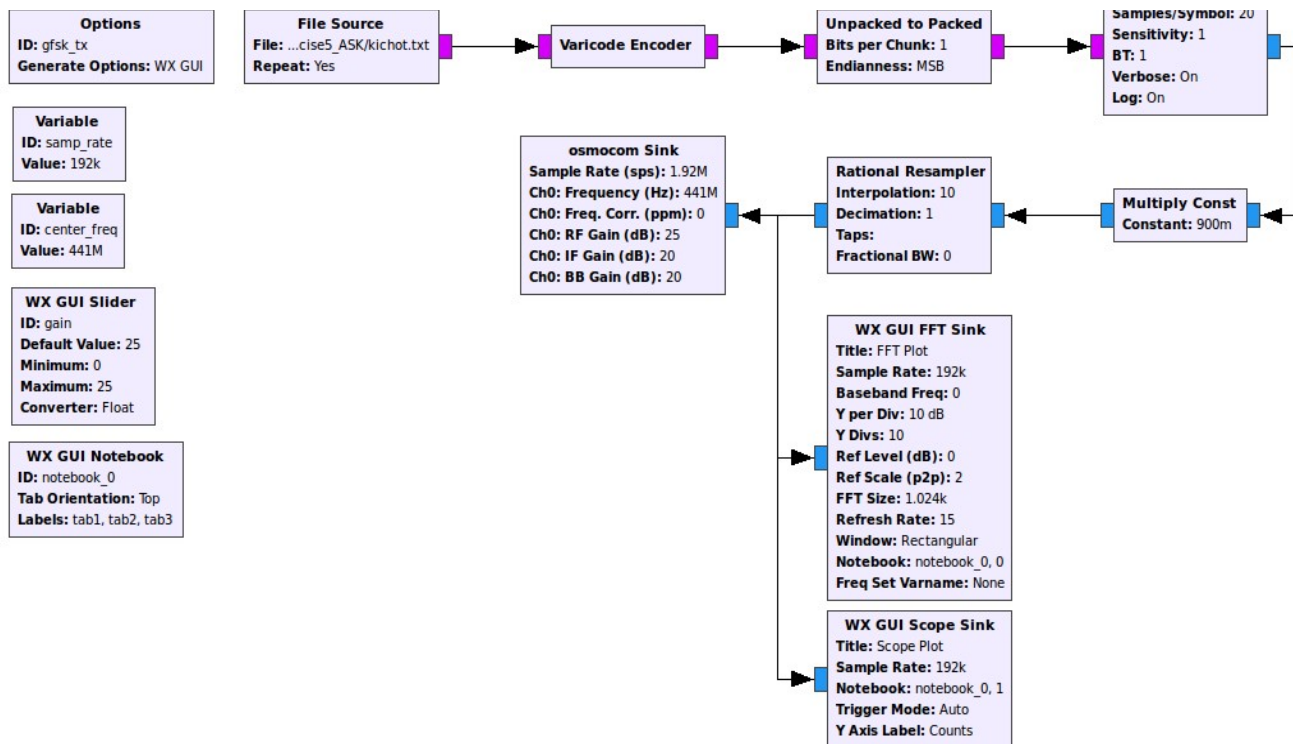 Options
ID: gfsk_tx
Generate Options: WX GUI
File Source
File: ...cise5_ASK/kichot.txt
Repeat: Yes
Varicode Encoder
Unpacked to Packed
Bits per Chunk: 1
Endianness: MSB
Samples/Symbol: 20
Sensitivity: 1
BT: 1
Verbose: On
Log: On
Variable
ID: samp_rate
Value: 192k
Variable
ID: center_freq
Value: 441M
osmocom Sink
Sample Rate (sps): 1.92M
Ch0: Frequency (Hz): 441M
Ch0: Freq. Corr. (ppm): 0
Ch0: RF Gain (dB): 25
Ch0: IF Gain (dB): 20
Ch0: BB Gain (dB): 20
Rational Resampler
Interpolation: 10
Decimation: 1
Taps:
Fractional BW: 0
Multiply Const
Constant: 900m
WX GUI Slider
ID: gain
Default Value: 25
Minimum: 0
Maximum: 25
Converter: Float
WX GUI Notebook
ID: notebook_0
Tab Orientation: Top
Labels: tab1, tab2, tab3
WX GUI FFT Sink
Title: FFT Plot
Sample Rate: 192k
Baseband Freq: 0
Y per Div: 10 dB
Y Divs: 10
Ref Level (dB): 0
Ref Scale (p2p): 2
FFT Size: 1.024k
Refresh Rate: 15
Window: Rectangular
Notebook: notebook_0, 0
Freq Set Varname: None
WX GUI Scope Sink
Title: Scope Plot
Sample Rate: 192k
Notebook: notebook_0, 1
Trigger Mode: Auto
Y Axis Label: Counts